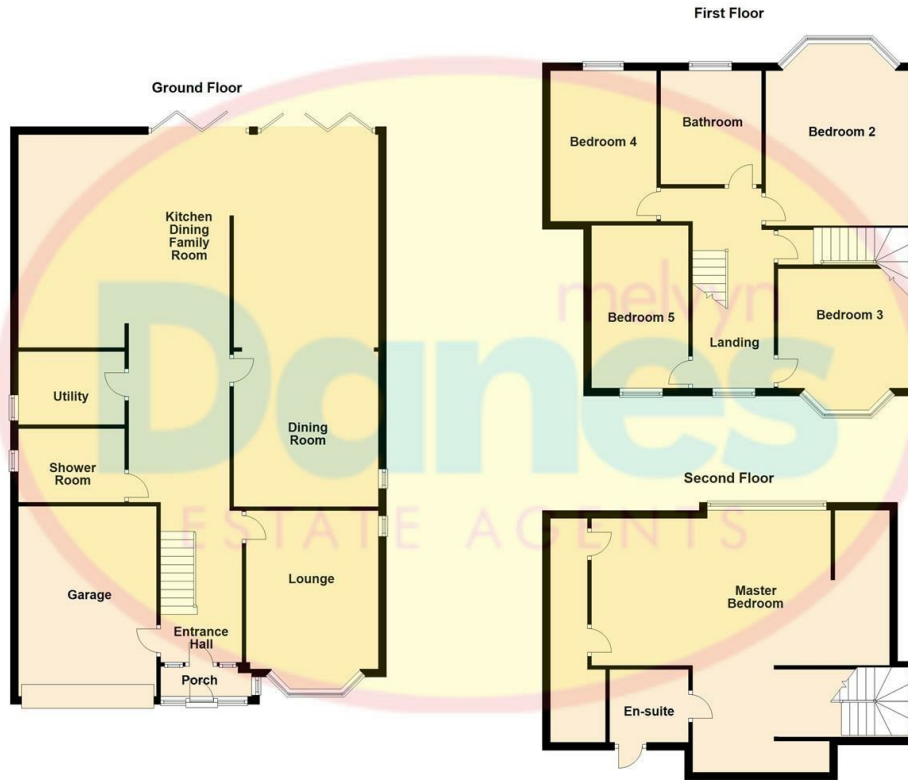 First Floor
Ground Floor
Bathroom
Bedroom 4
Bedroom 2
Kitchen
Dining
Family
Room
melvyn
Danes
ESTATE AGENTS
Bedroom 5
Bedroom 3
Landing
Utility
Dining
Room
Shower
Room
Second Floor
Lounge
Garage
Master
Bedroom
Entrance
Hall
Porch
En-suite